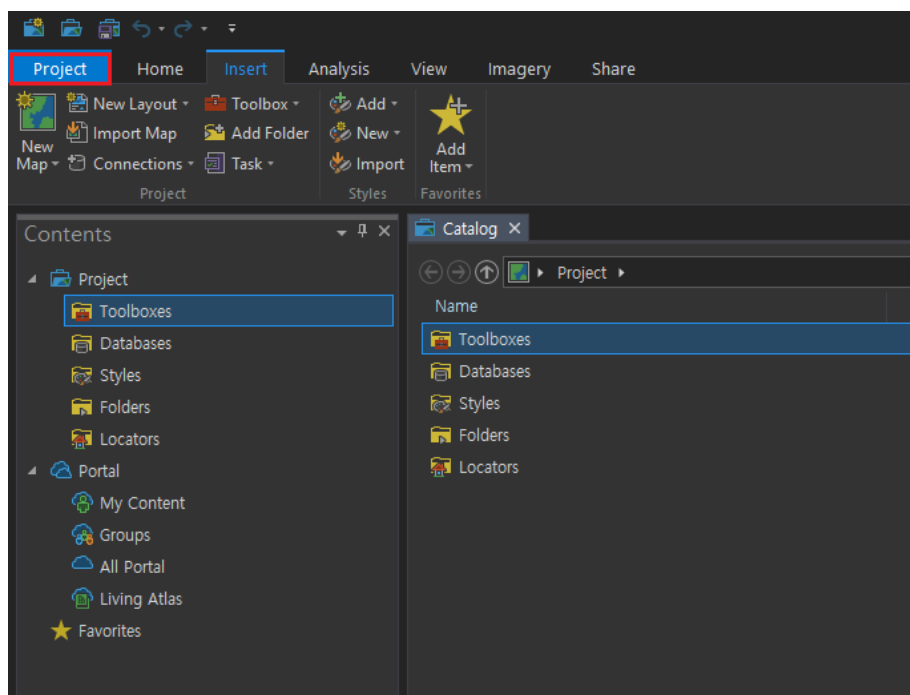 Project Home Insert Analysis View Imagery Share
New Layout Toolbox Add
Import Map Add Folder New
New Map Connections Task Import Add Item
Project Styles Favorites
Contents
Catalog
Project
Project
Name
Toolboxes
Databases
Styles
Folders
Locators
Portal
My Content
Groups
All Portal
Living Atlas
Favorites
Toolboxes
Databases
Styles
Folders
Locators